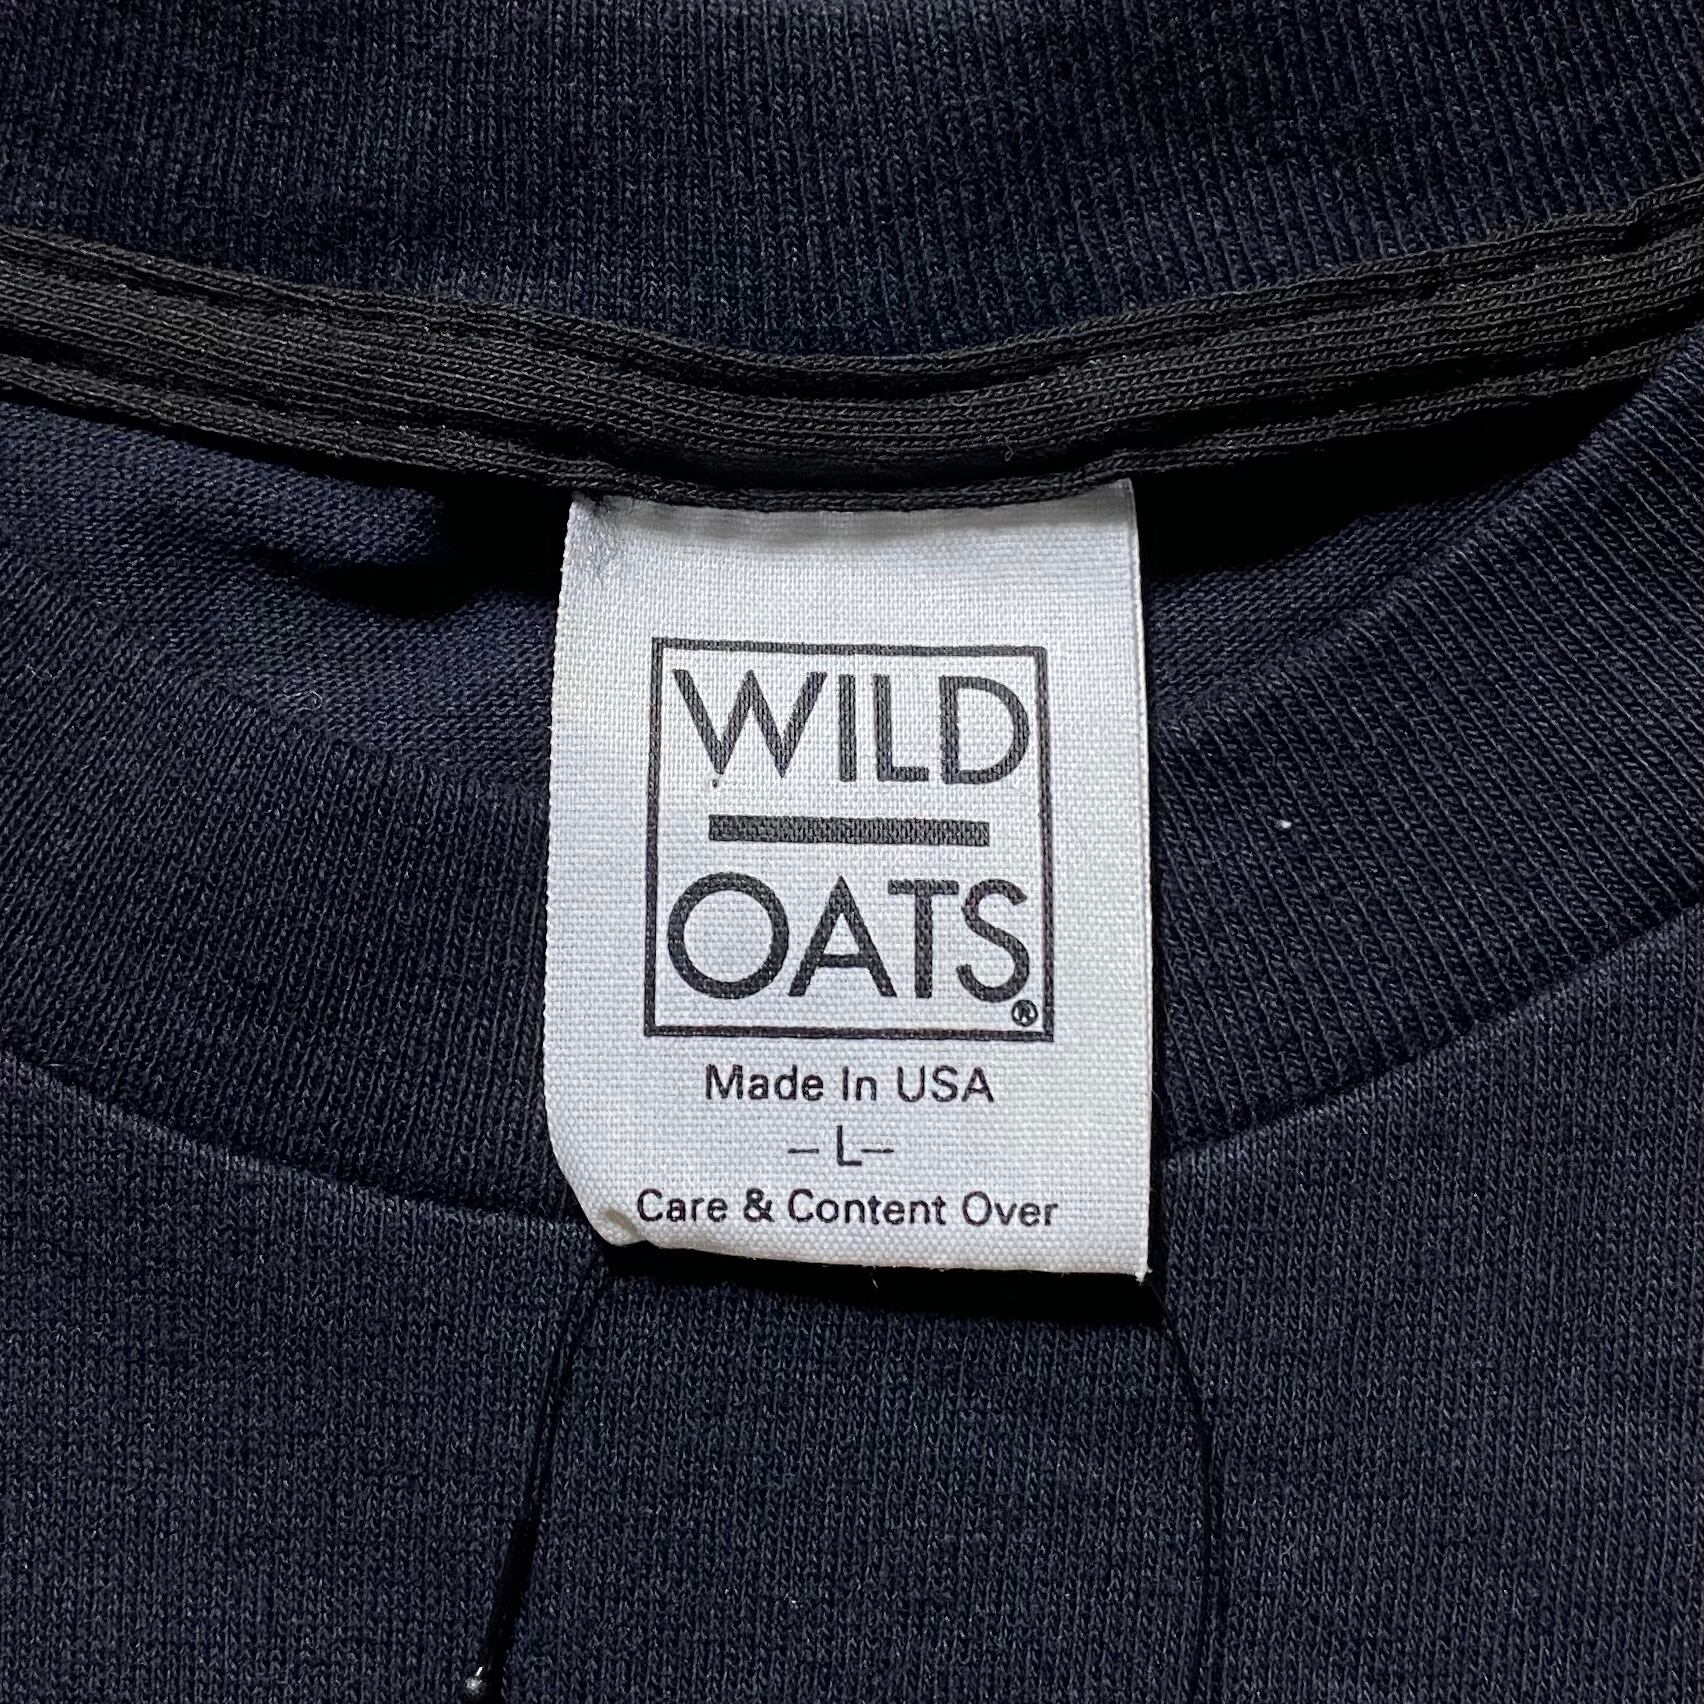 WILD
OATS®
Made In USA
–L–
Care & Content Over